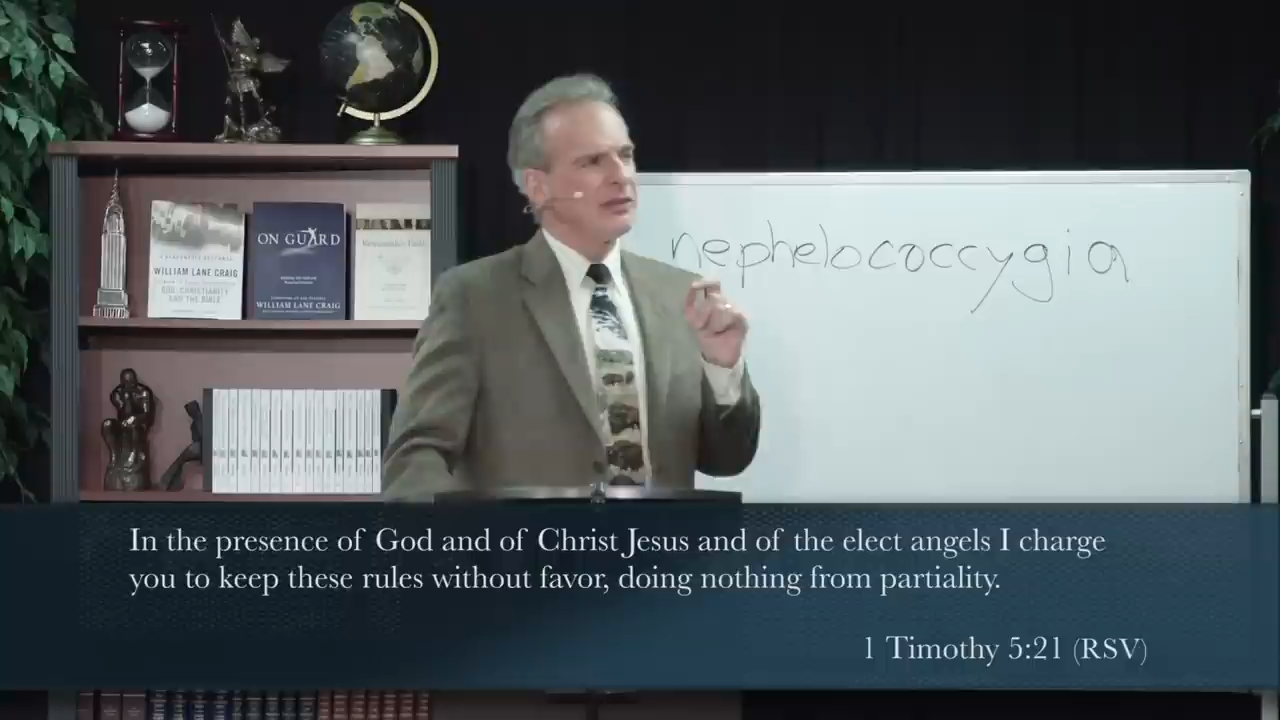 nephelococcygia
WILLIAM LANE CRAIG
GOD, CHRISTIANITY
AND THE BIBLE
ON GUARD
WILLIAM LANE CRAIG
Reasonable Faith
In the presence of God and of Christ Jesus and of the elect angels I charge
you to keep these rules without favor, doing nothing from partiality.
1 Timothy 5:21 (RSV)